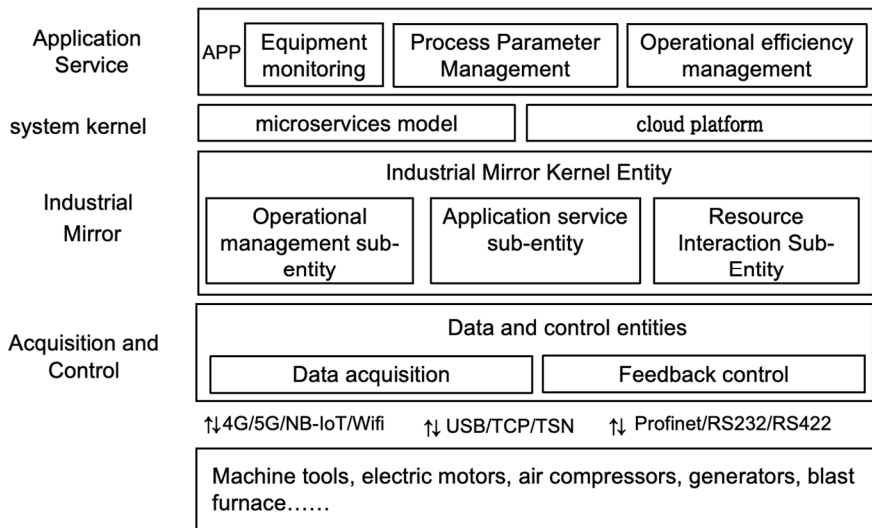 Application
Service
APP
Equipment
monitoring
Process Parameter
Management
Operational efficiency
management
system kernel
microservices model
cloud platform
Industrial
Mirror
Industrial Mirror Kernel Entity
Operational
management sub-
entity
Application service
sub-entity
Resource
Interaction Sub-
Entity
Acquisition and
Control
Data and control entities
Data acquisition
Feedback control
⇅4G/5G/NB-IoT/Wifi
⇅ USB/TCP/TSN
⇅ Profinet/RS232/RS422
Machine tools, electric motors, air compressors, generators, blast
furnace……